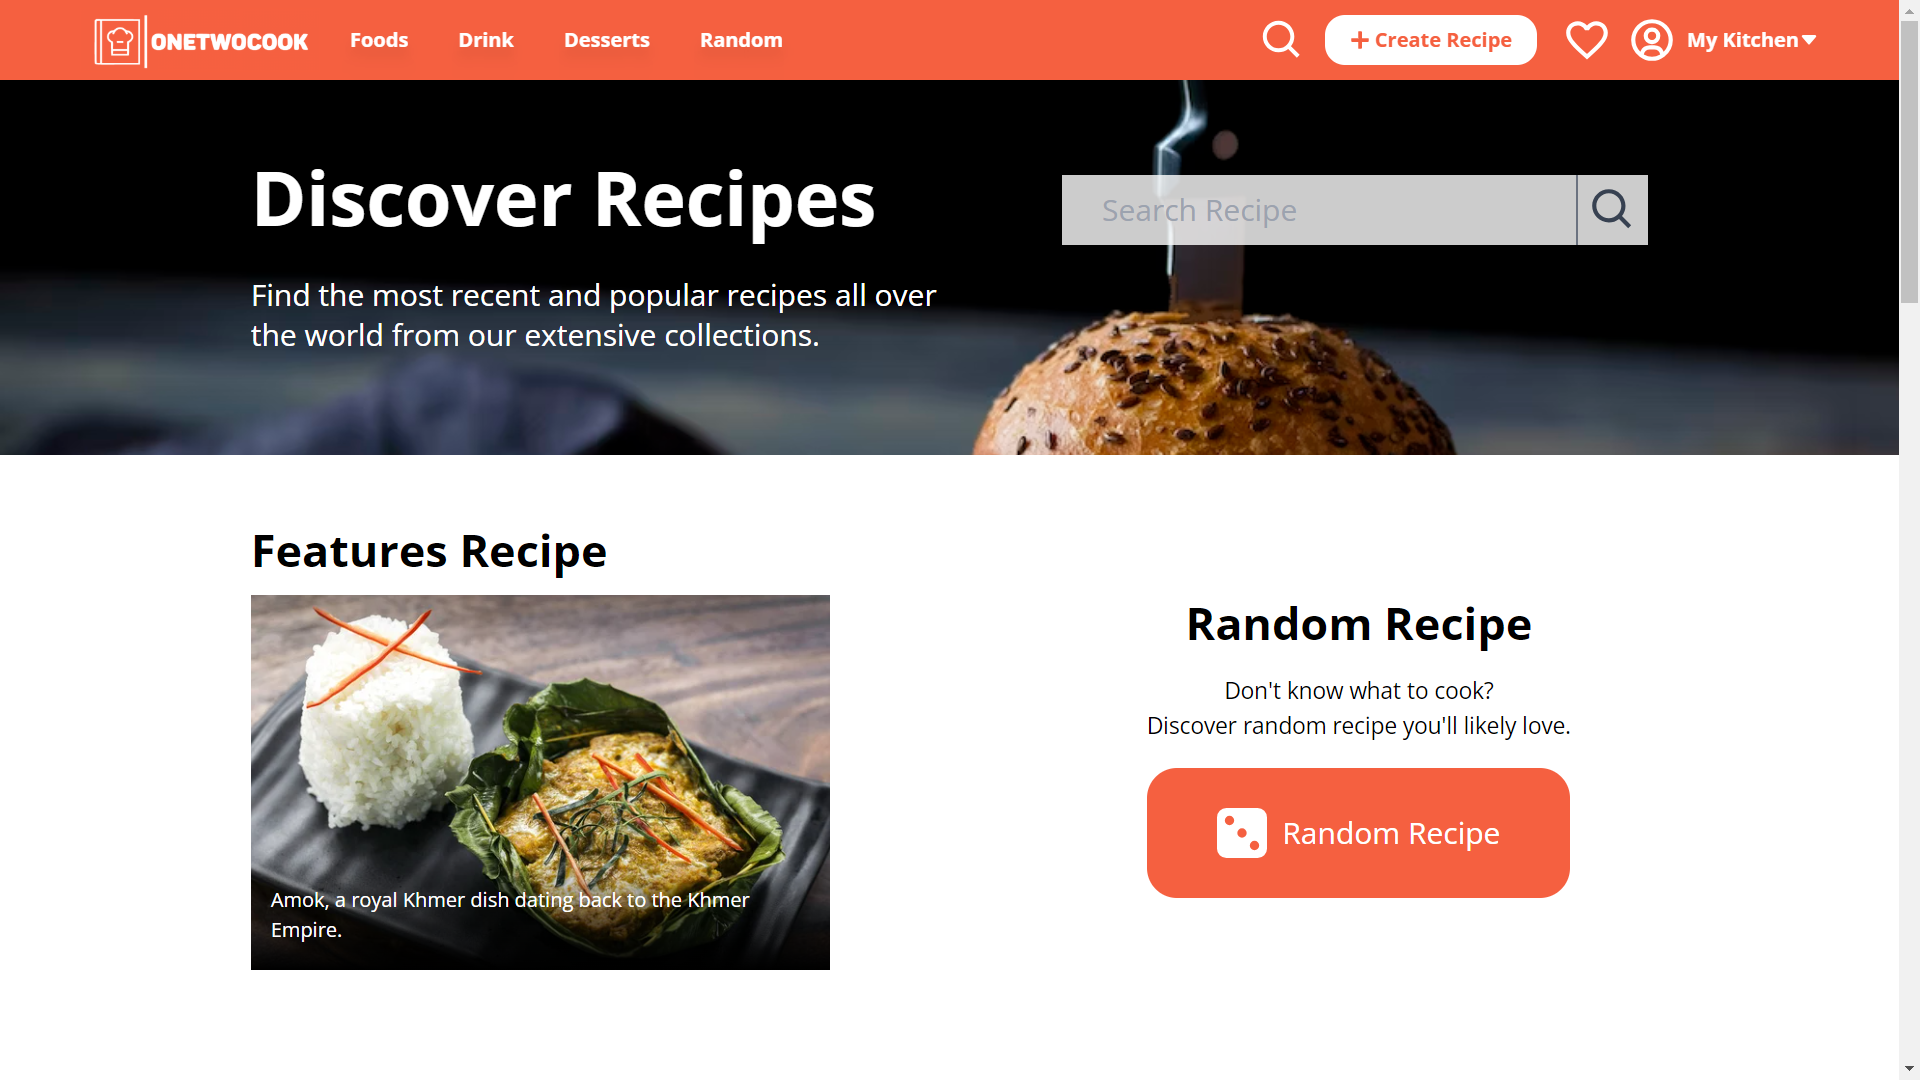 ONETWOCOOK
Foods
Drink
Desserts
Random
Create Recipe
My Kitchen
Discover Recipes
Find the most recent and popular recipes all over
the world from our extensive collections.
Search Recipe
Features Recipe
Amok, a royal Khmer dish dating back to the Khmer
Empire.
Random Recipe
Don't know what to cook?
Discover random recipe you'll likely love.
Random Recipe